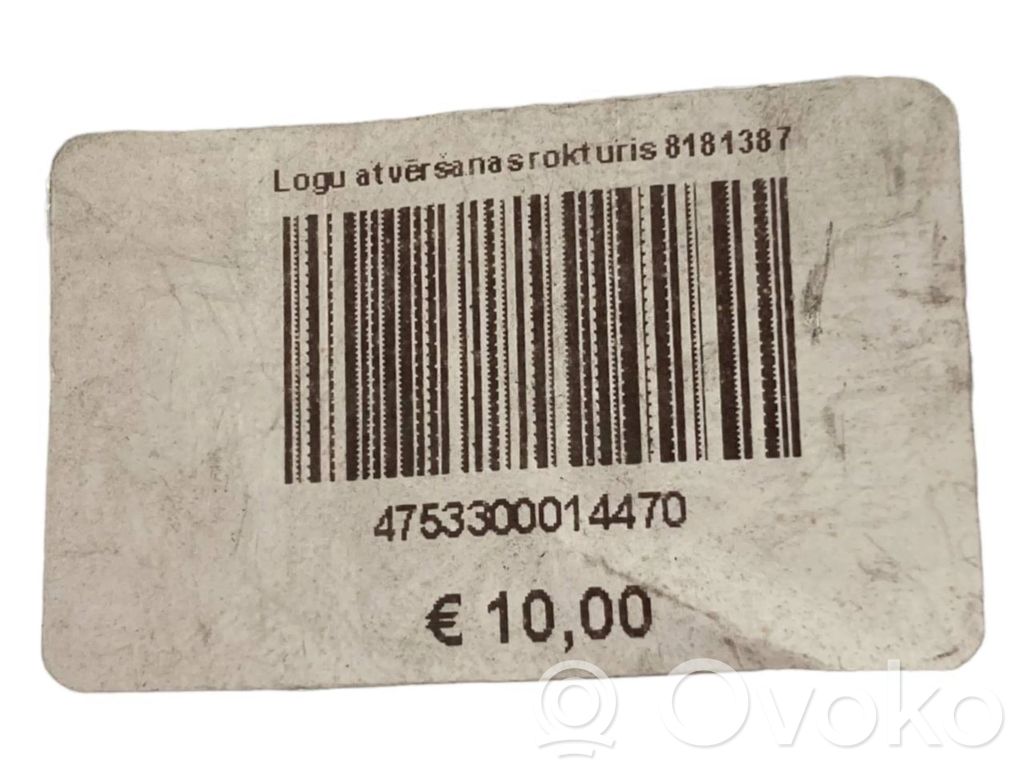 Logu atvēršanas rokturis 8181387
4753300014470
€ 10,00
Ovoko